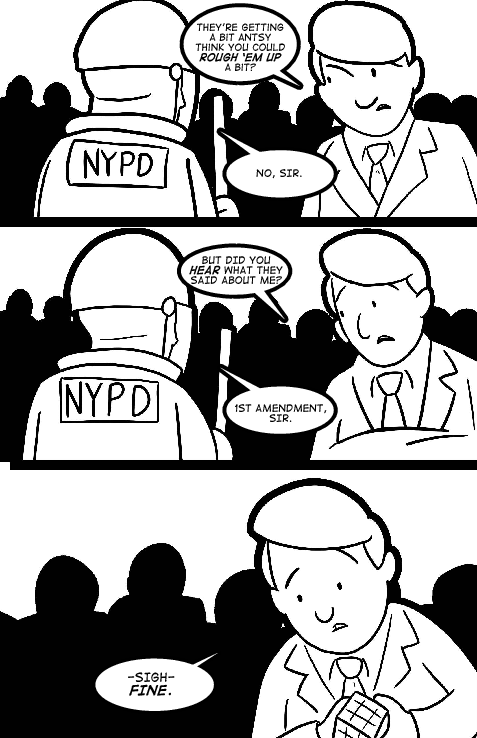 THEY'RE GETTING
A BIT ANTSY
THINK YOU COULD
ROUGH 'EM UP
A BIT?
NO, SIR.
NYPD
BUT DID YOU
HEAR WHAT THEY
SAID ABOUT ME?
1ST AMENDMENT,
SIR.
NYPD
-SIGH-
FINE.